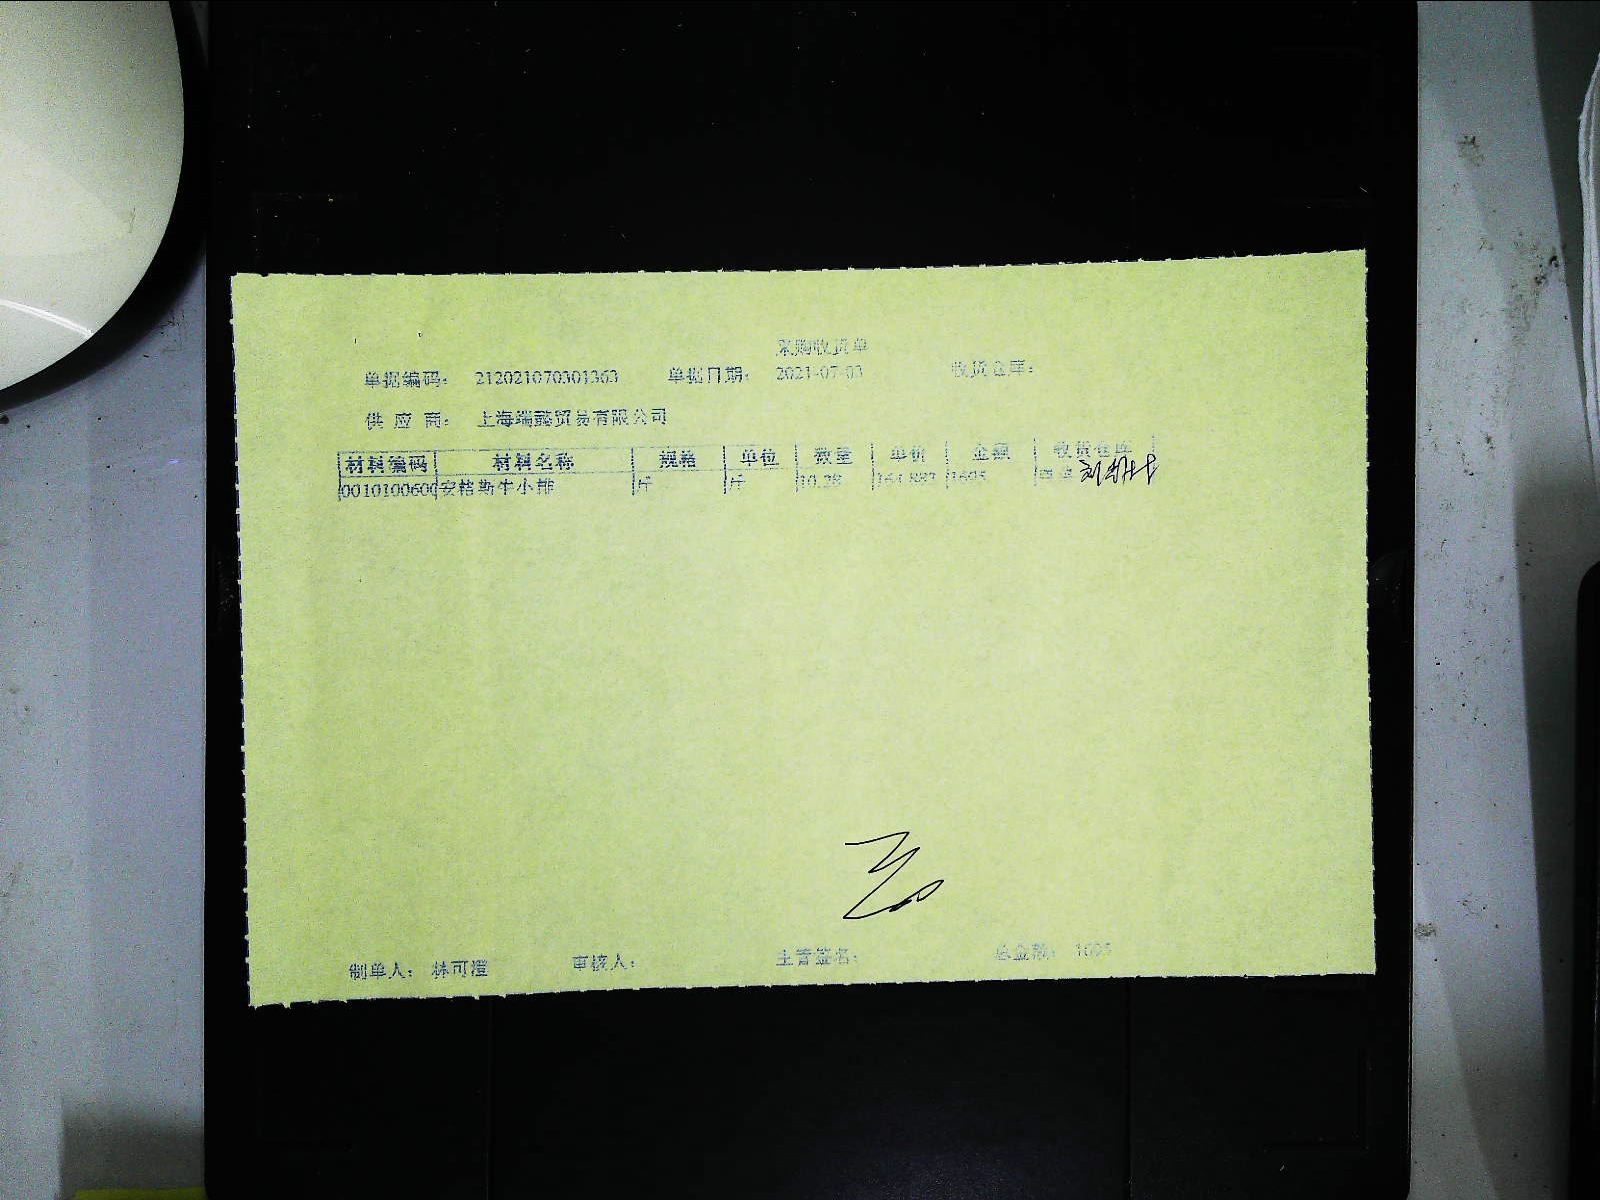 采购收货单
单据编码： 212021070301363 单据日期： 2021-07-03 收货仓库：
供 应 商： 上海端懿贸易有限公司
材料编码 材料名称 规格 单位 数量 单价 金额 收货仓库
0010100600 安格斯牛小排 斤 斤 10.28 164.887 1695
制单人： 林可澄 审核人： 主管签名： 总金额： 1695